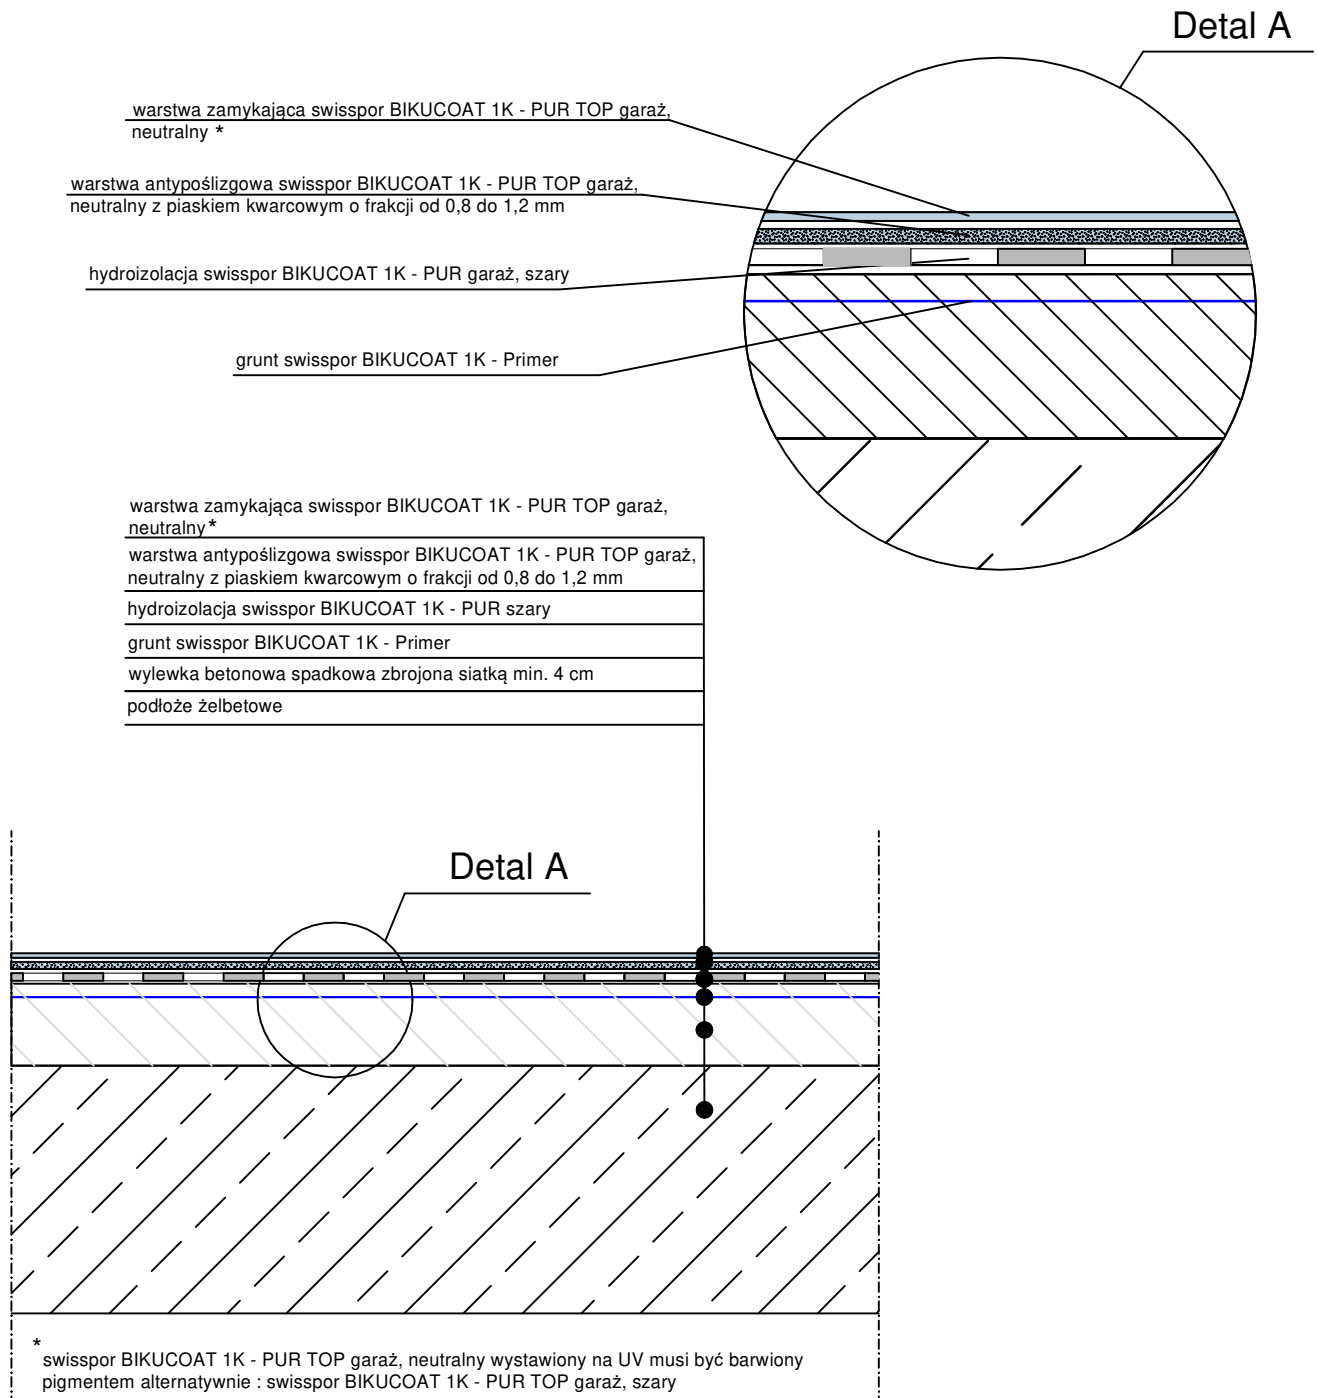 Detal A
warstwa zamykająca swisspor BIKUCOAT 1K - PUR TOP garaż,
neutralny *
warstwa antypoślizgowa swisspor BIKUCOAT 1K - PUR TOP garaż,
neutralny z piaskiem kwarcowym o frakcji od 0,8 do 1,2 mm
hydroizolacja swisspor BIKUCOAT 1K - PUR garaż, szary
grunt swisspor BIKUCOAT 1K - Primer
warstwa zamykająca swisspor BIKUCOAT 1K - PUR TOP garaż,
neutralny*
warstwa antypoślizgowa swisspor BIKUCOAT 1K - PUR TOP garaż,
neutralny z piaskiem kwarcowym o frakcji od 0,8 do 1,2 mm
hydroizolacja swisspor BIKUCOAT 1K - PUR szary
grunt swisspor BIKUCOAT 1K - Primer
wylewka betonowa spadkowa zbrojona siatką min. 4 cm
podłoże żelbetowe
Detal A
*
swisspor BIKUCOAT 1K - PUR TOP garaż, neutralny wystawiony na UV musi być barwiony
pigmentem alternatywnie : swisspor BIKUCOAT 1K - PUR TOP garaż, szary